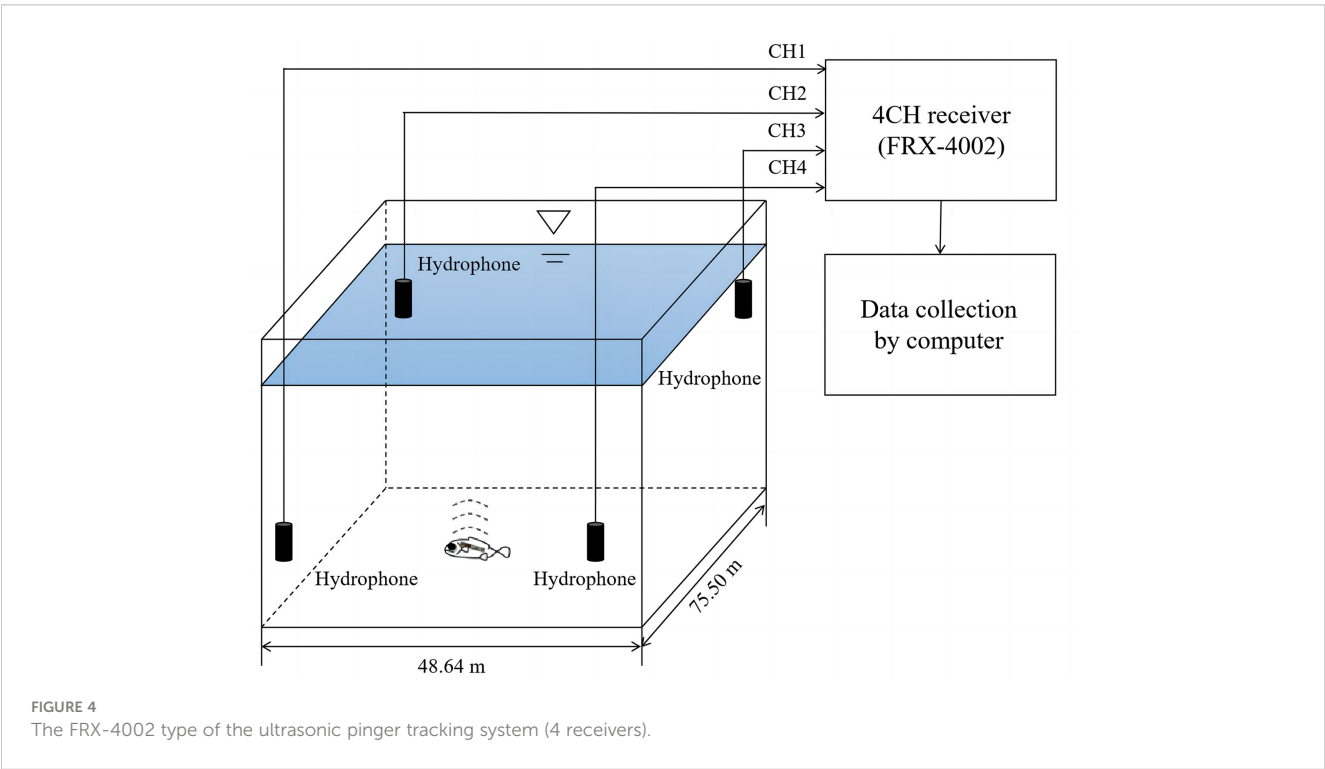 CH1
CH2
CH3
CH4
4CH receiver
(FRX-4002)
Hydrophone
Data collection
by computer
Hydrophone
Hydrophone
Hydrophone
75.50 m
48.64 m
FIGURE 4
The FRX-4002 type of the ultrasonic pinger tracking system (4 receivers).